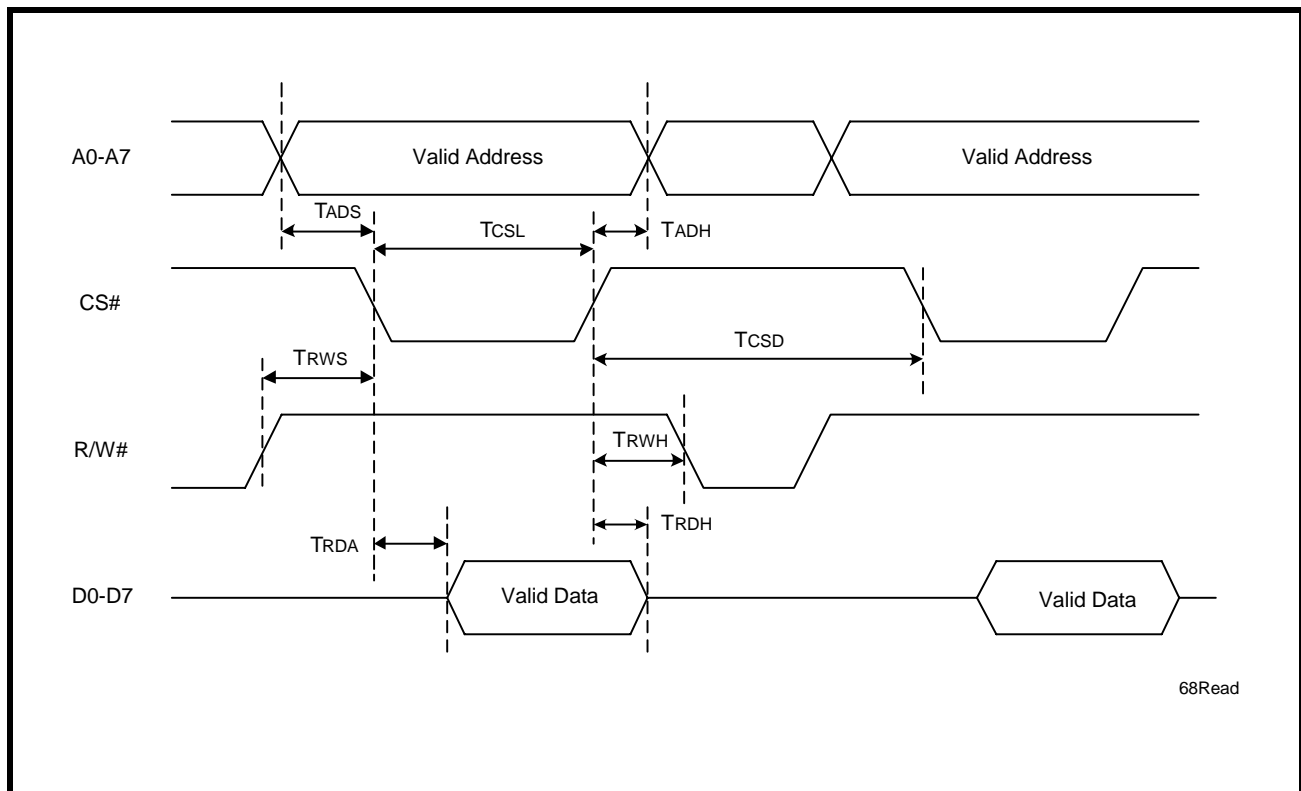 A0-A7
Valid Address
Valid Address
TADS
TCSL
TADH
CS#
TCSD
TRWS
R/W#
TRWH
TRDH
TRDA
D0-D7
Valid Data
Valid Data
68Read